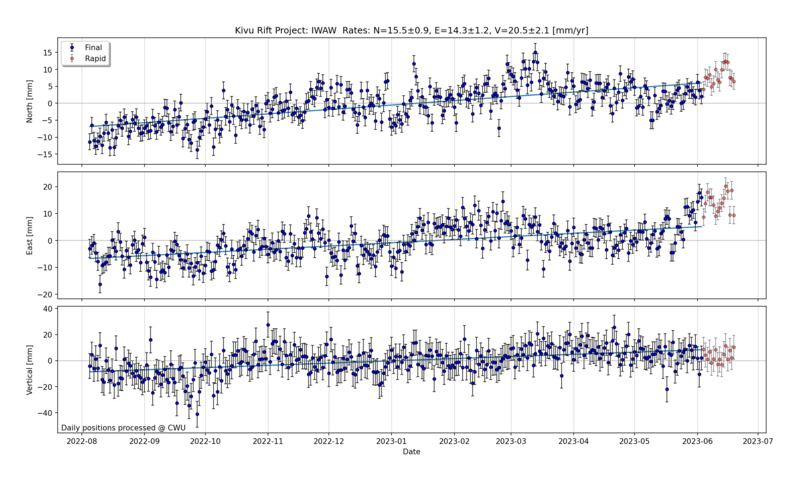 Kivu Rift Project: IWAW Rates: N=15.5±0.9, E=14.3±1.2, V=20.5±2.1 [mm/yr]
Final
Rapid
North [mm]
15
10
5
0
−5
−10
−15
East [mm]
20
10
0
−10
−20
Vertical [mm]
40
20
0
−20
−40
Daily positions processed @ CWU
2022-08 2022-09 2022-10 2022-11 2022-12 2023-01 2023-02 2023-03 2023-04 2023-05 2023-06 2023-07
Date